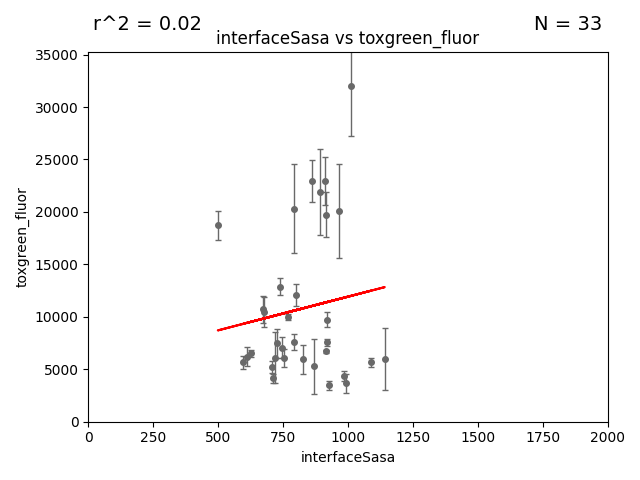 r^2 = 0.02
N = 33
interfaceSasa vs toxgreen_fluor
35000
30000
25000
20000
15000
10000
5000
0
toxgreen_fluor
0 250 500 750 1000 1250 1500 1750 2000
interfaceSasa